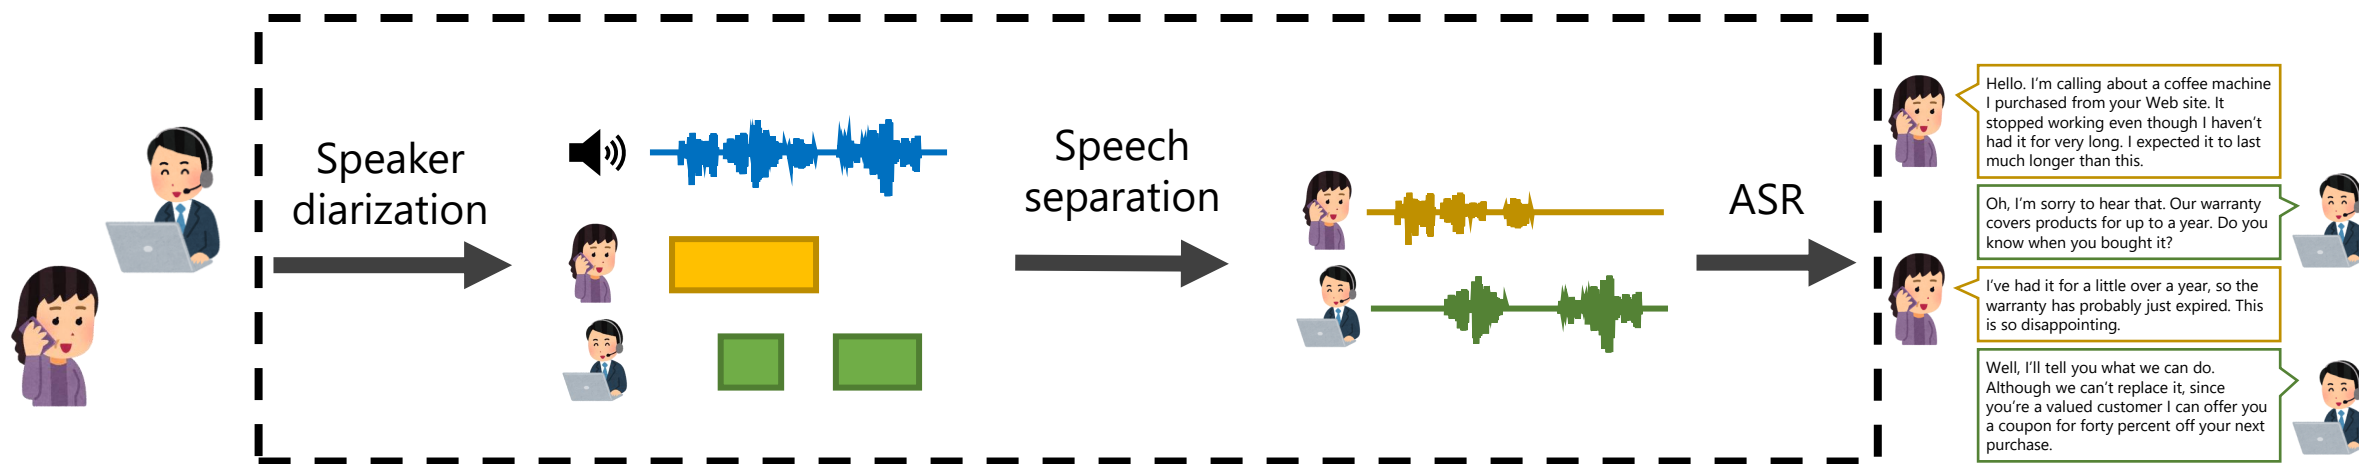 Speaker
diarization
Speech
separation
ASR
Hello. I'm calling about a coffee machine
I purchased from your Web site. It
stopped working even though I haven't
had it for very long. I expected it to last
much longer than this.
Oh, I'm sorry to hear that. Our warranty
covers products for up to a year. Do you
know when you bought it?
I've had it for a little over a year, so the
warranty has probably just expired. This
is so disappointing.
Well, I'll tell you what we can do.
Although we can't replace it, since
you're a valued customer I can offer you
a coupon for forty percent off your next
purchase.